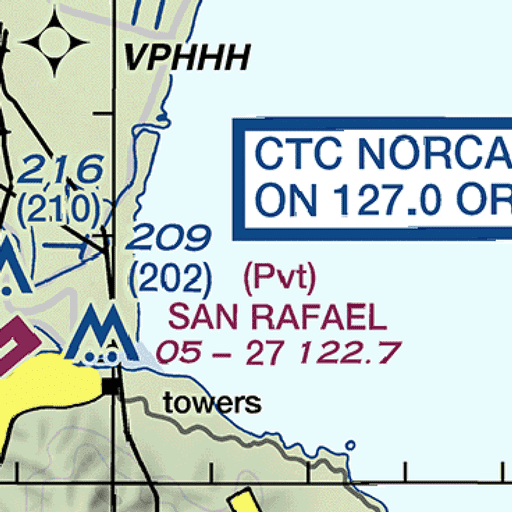 VPHHH
CTC NORCA
ON 127.0 OR
216
(210)
209
(202)
(Pvt)
SAN RAFAEL
05 – 27 122.7
towers